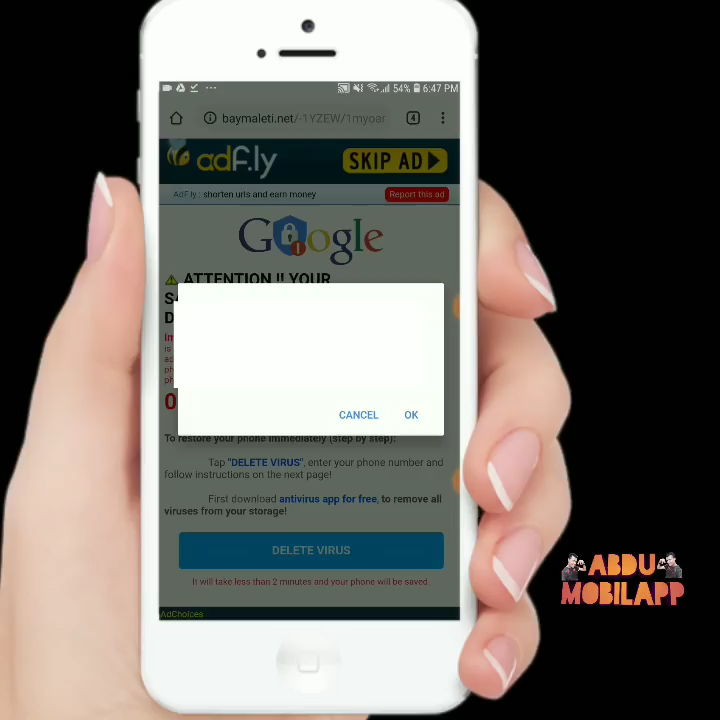 54% 6:47 PM
baymaleti.net/-1YZEW/1myoar
4
adf.ly
SKIP AD
AdF.ly : shorten urls and earn money
Report this ad
Google
ATTENTION !! YOUR
CANCEL OK
To restore your phone immediately (step by step):
Tap "DELETE VIRUS", enter your phone number and
follow instructions on the next page!
First download antivirus app for free, to remove all
viruses from your storage!
DELETE VIRUS
It will take less than 2 minutes and your phone will be saved.
AdChoices
ABDU
MOBILAPP